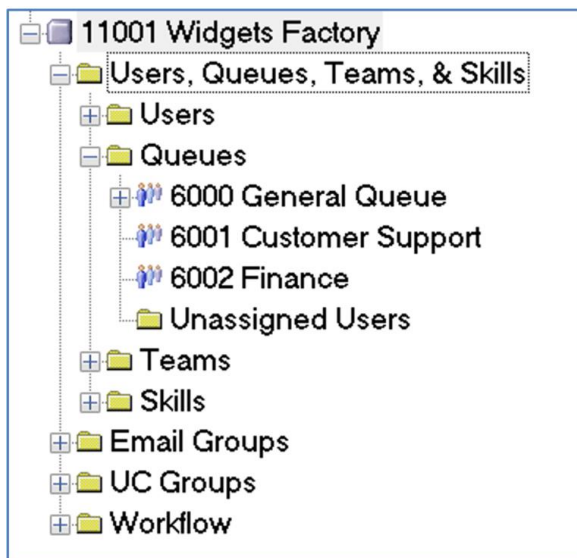 11001 Widgets Factory
Users, Queues, Teams, & Skills
Users
Queues
6000 General Queue
6001 Customer Support
6002 Finance
Unassigned Users
Teams
Skills
Email Groups
UC Groups
Workflow